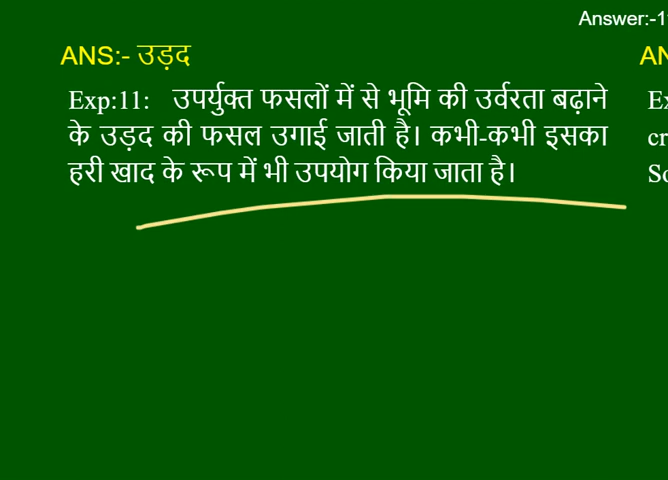 Answer:-1
ANS:- उड़द
Exp:11: उपर्युक्त फसलों में से भूमि की उर्वरता बढ़ाने
के उड़द की फसल उगाई जाती है। कभी-कभी इसका
हरी खाद के रूप में भी उपयोग किया जाता है।
AN
Ex
cr
So